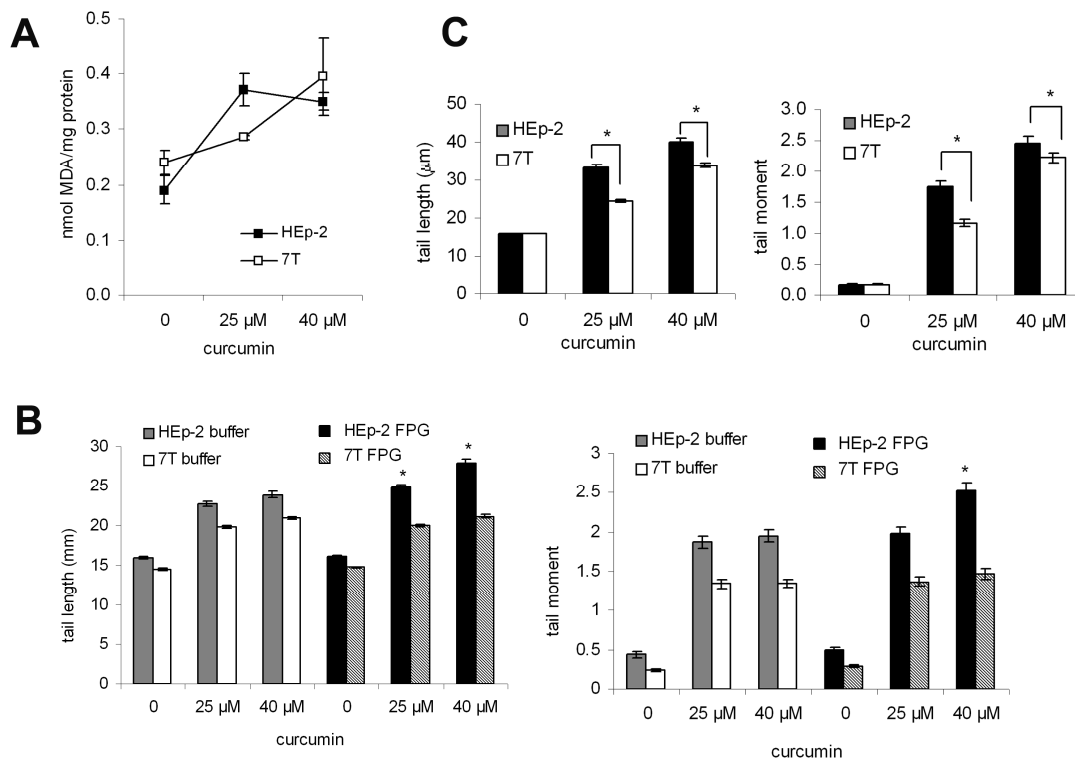 A
0.5
0.4
0.3
0.2
0.1
0.0
nmol MDA/mg protein
HEp-2
7T
0 25 µM 40 µM
curcumin
C
50
40
30
20
10
0
tail length (µm)
HEp-2
7T
* *
0 25 µM 40 µM
curcumin
3.0
2.5
2.0
1.5
1.0
0.5
0.0
tail moment
HEp-2
7T
* *
0 25 µM 40 µM
curcumin
B
HEp-2 buffer HEp-2 FPG
7T buffer 7T FPG
30
25
20
15
10
5
0
tail length (mm)
* *
0 25 µM 40 µM 0 25 µM 40 µM
curcumin
HEp-2 buffer HEp-2 FPG
7T buffer 7T FPG
3
2.5
2
1.5
1
0.5
0
tail moment
*
0 25 µM 40 µM 0 25 µM 40 µM
curcumin